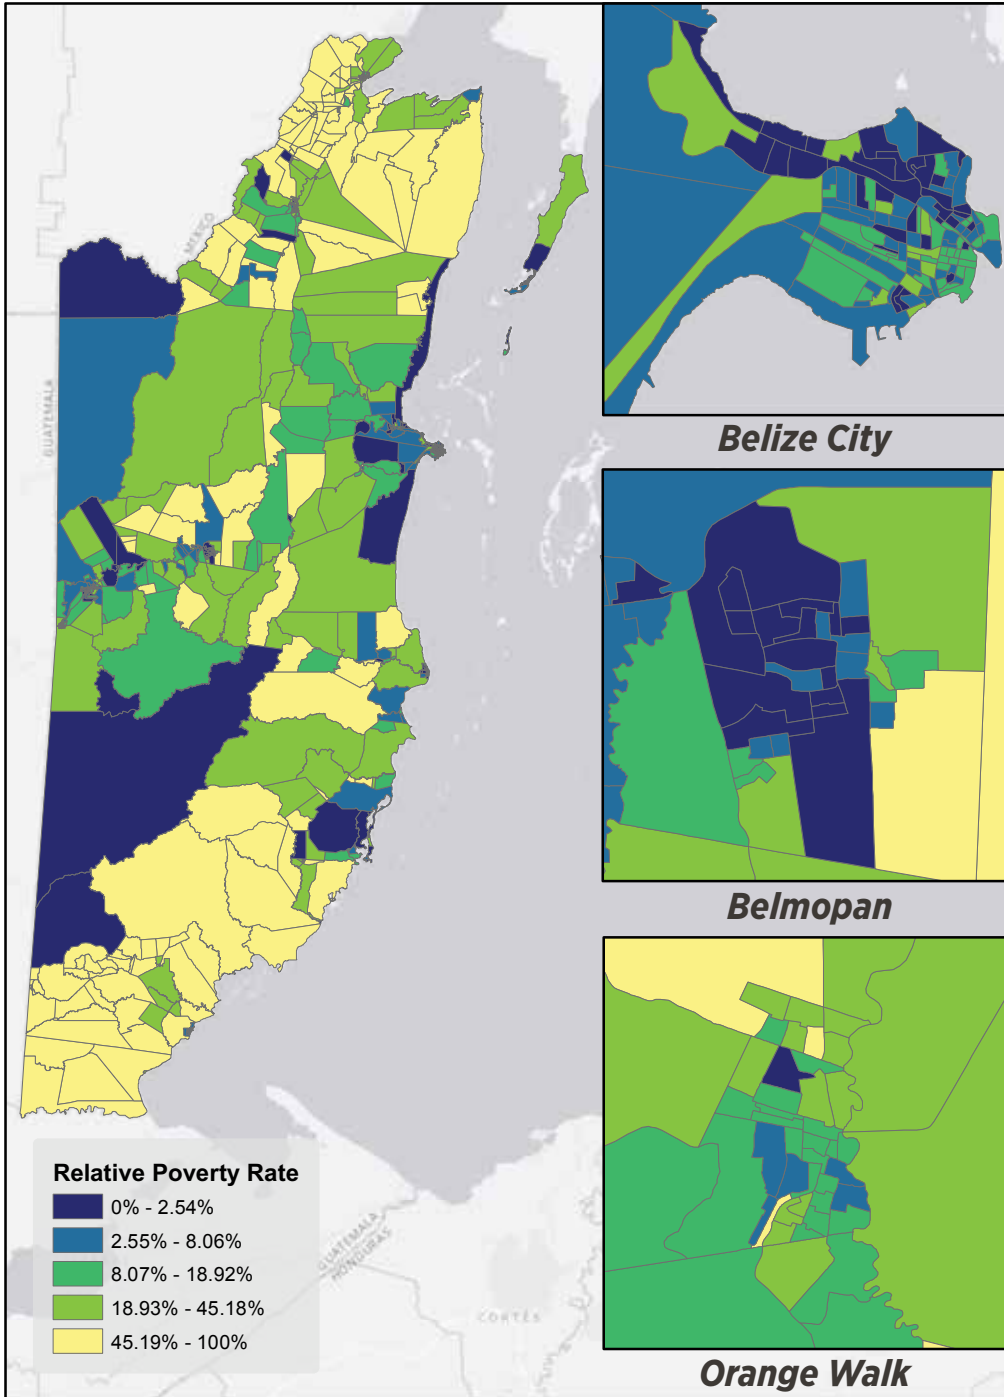 MEXICO
GUATEMALA
GUATEMALA
HONDURAS
CORTÉS
Relative Poverty Rate
0% - 2.54%
2.55% - 8.06%
8.07% - 18.92%
18.93% - 45.18%
45.19% - 100%
Belize City
Belmopan
Orange Walk